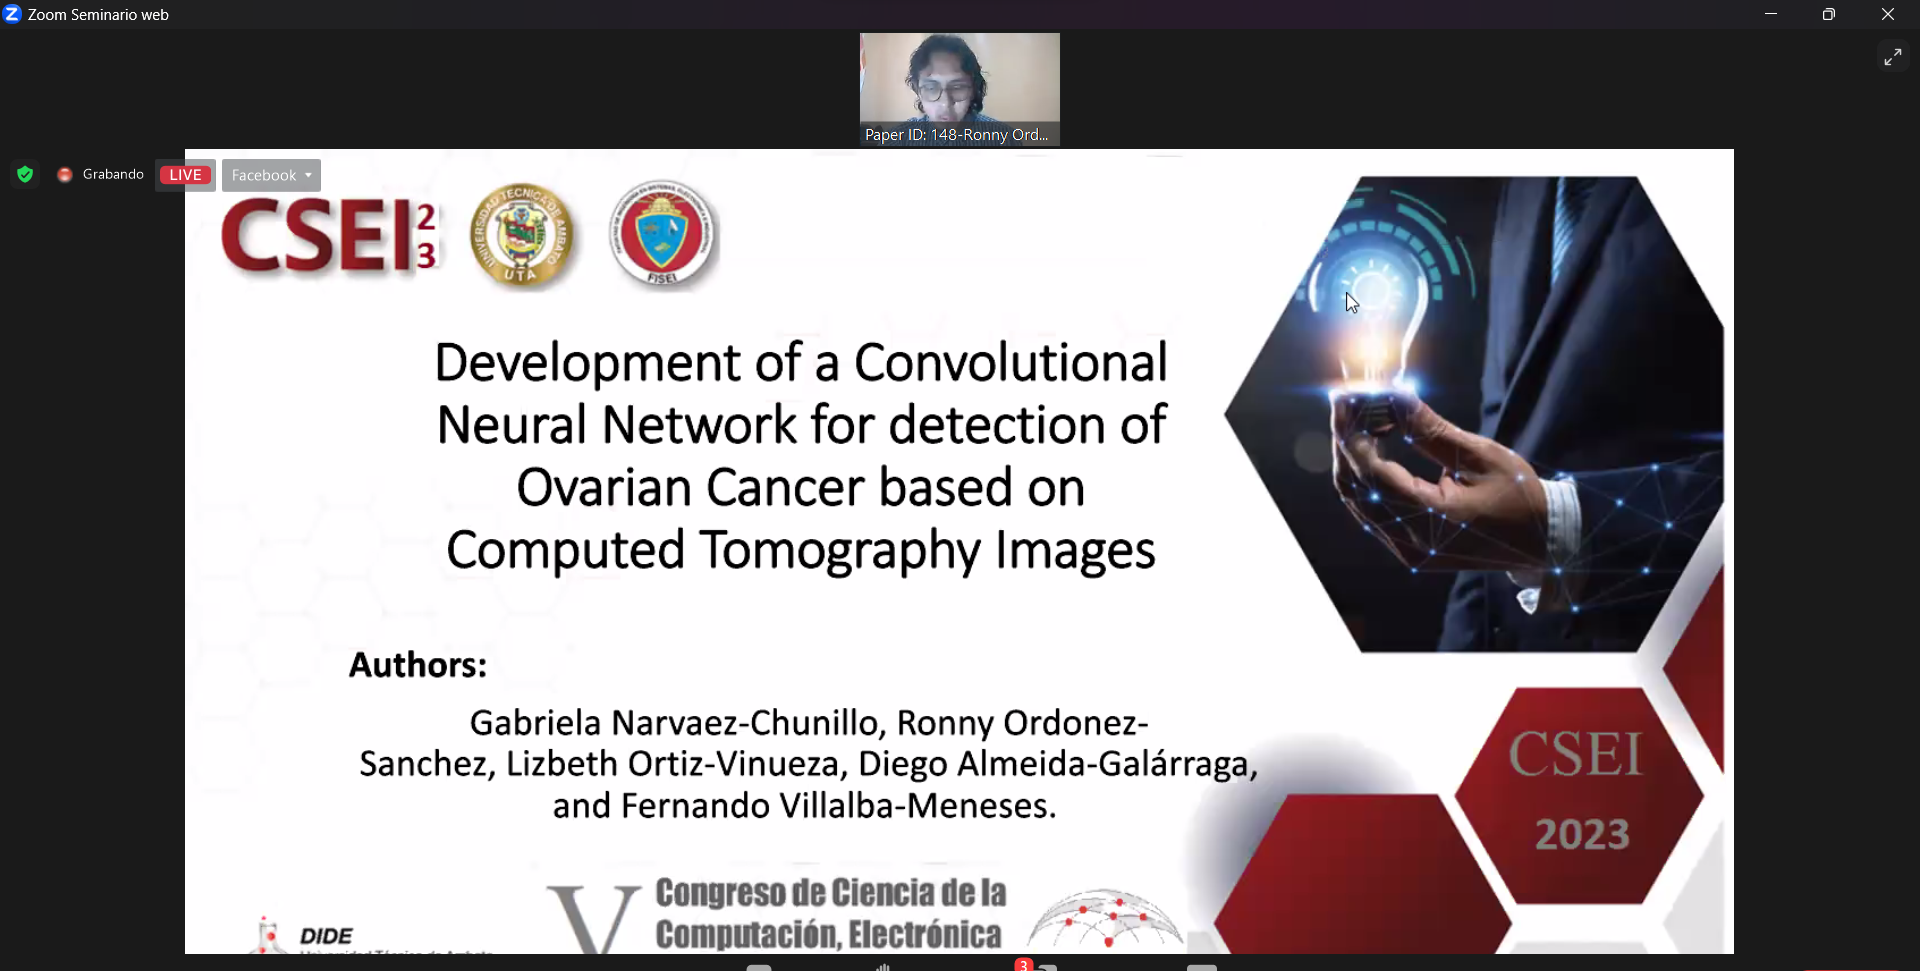 Zoom Seminario web
Paper ID: 148-Ronny Ord...
Grabando
LIVE
Facebook
CSEI 23
UNIVERSIDAD TECNICA DE AMBATO
UTA
FISEI
Development of a Convolutional
Neural Network for detection of
Ovarian Cancer based on
Computed Tomography Images
Authors:
Gabriela Narvaez-Chunillo, Ronny Ordonez-
Sanchez, Lizbeth Ortiz-Vinueza, Diego Almeida-Galárraga,
and Fernando Villalba-Meneses.
CSEI
2023
V
Congreso de Ciencia de la
Computación, Electrónica
DIDE
3